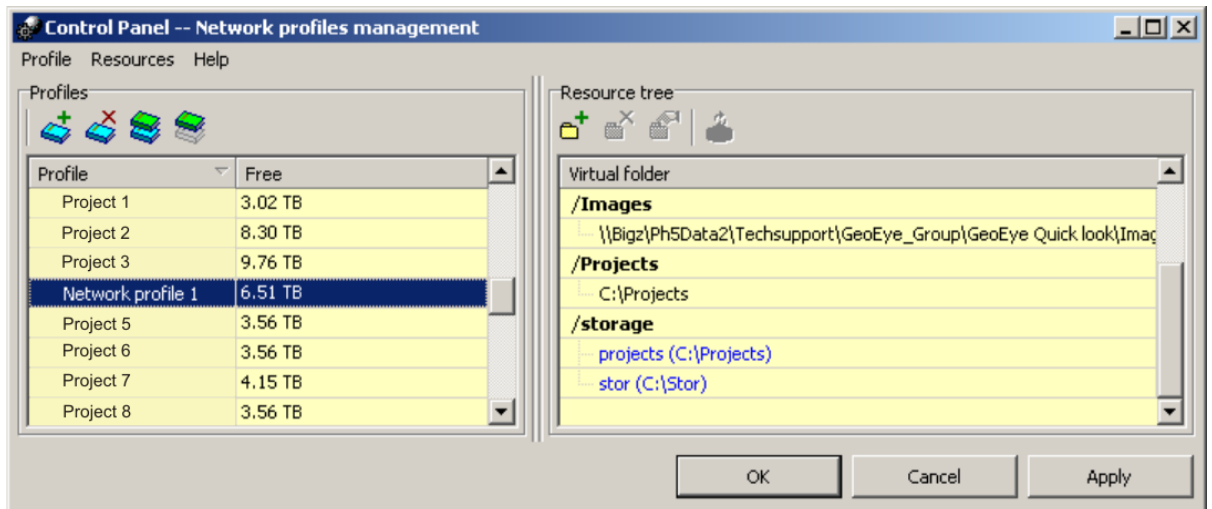 Control Panel -- Network profiles management
Profile Resources Help
Profiles
Profile Free
Project 1 3.02 TB
Project 2 8.30 TB
Project 3 9.76 TB
Network profile 1 6.51 TB
Project 5 3.56 TB
Project 6 3.56 TB
Project 7 4.15 TB
Project 8 3.56 TB
Resource tree
Virtual folder
/Images
\\Bigz\Ph5Data2\Techsupport\GeoEye_Group\GeoEye Quick look\Imag
/Projects
C:\Projects
/storage
projects (C:\Projects)
stor (C:\Stor)
OK Cancel Apply